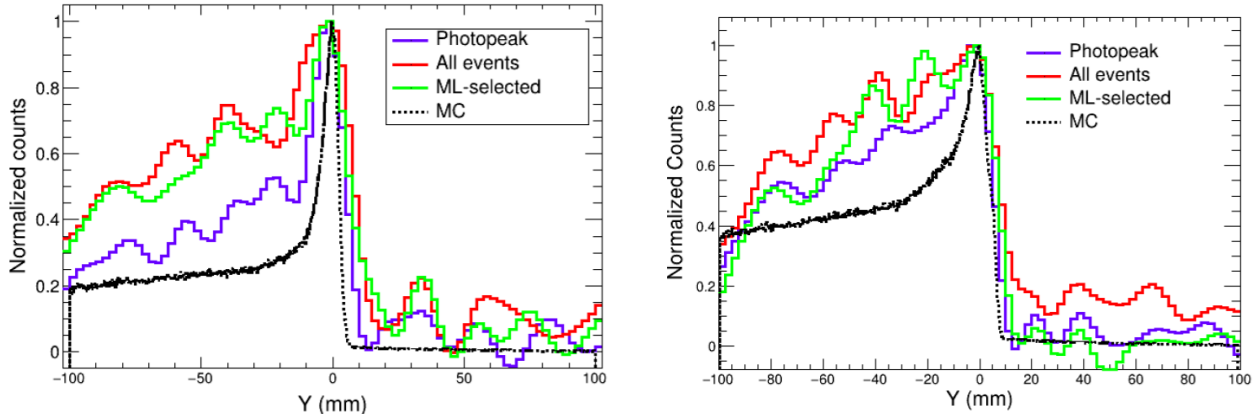 1
0.8
0.6
0.4
0.2
0
Normalized counts
−100
−50
0
50
100
Y (mm)
Photopeak
All events
ML-selected
MC
1
0.8
0.6
0.4
0.2
0
Normalized Counts
−100
−80
−60
−40
−20
0
20
40
60
80
100
Y (mm)
Photopeak
All events
ML-selected
MC